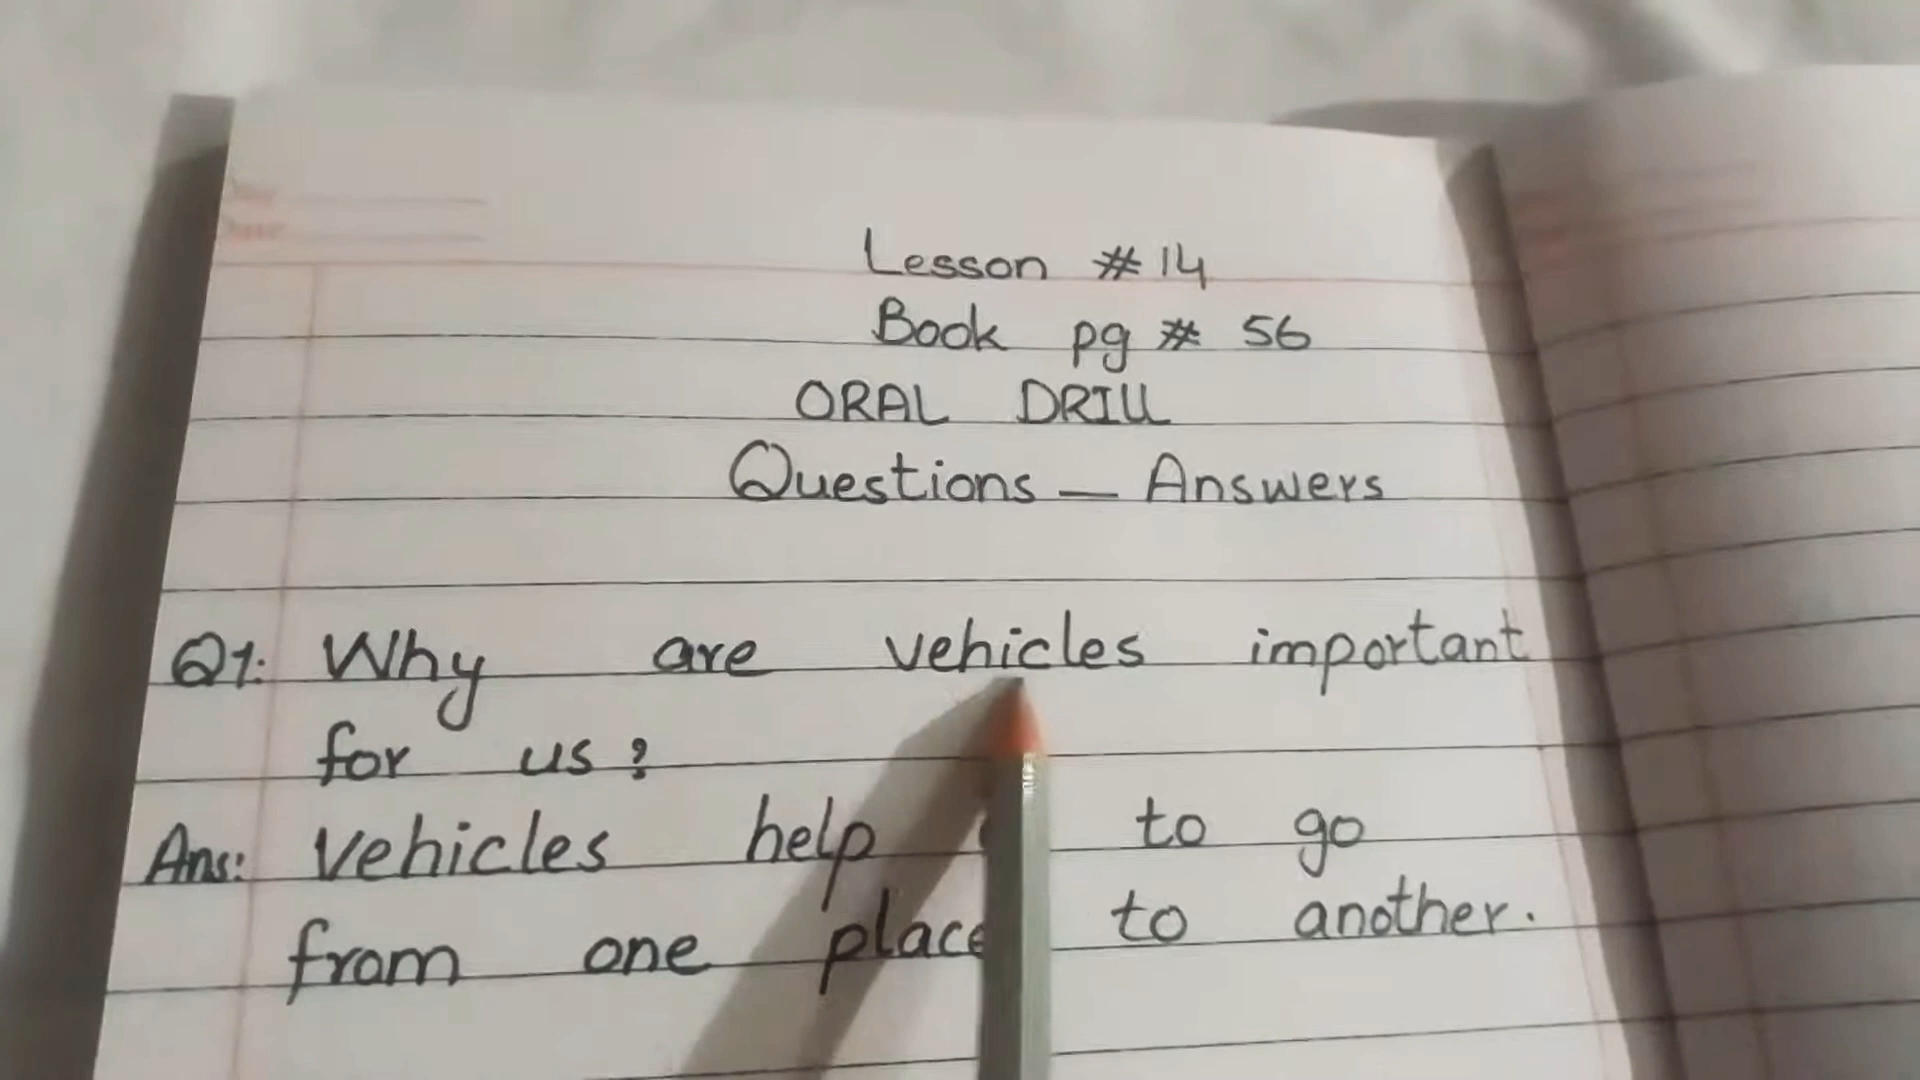 Lesson # 14
Book pg # 56
ORAL DRILL
Questions — Answers
Q1: Why are vehicles important
for us?
Ans: Vehicles help to go
from one place to another.